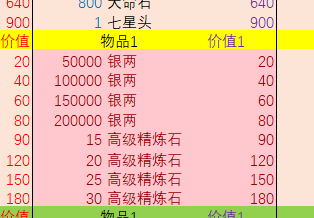 640 800 大命石 640
900 1 七星头 900
价值 物品1 价值1
20 50000 银两 20
40 100000 银两 40
60 150000 银两 60
80 200000 银两 80
90 15 高级精炼石 90
120 20 高级精炼石 120
150 25 高级精炼石 150
180 30 高级精炼石 180
价值 物品1 价值1